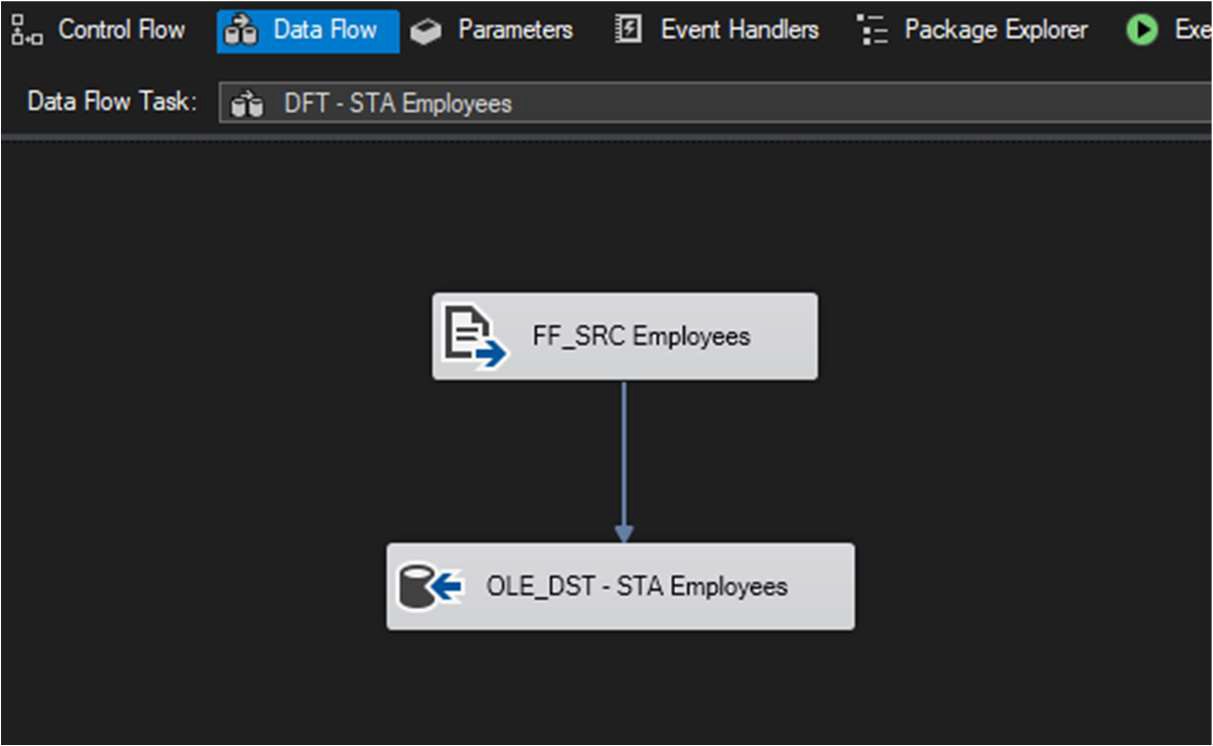 Control Flow Data Flow Parameters Event Handlers Package Explorer Exe
Data Flow Task: DFT - STA Employees
FF_SRC Employees
OLE_DST - STA Employees